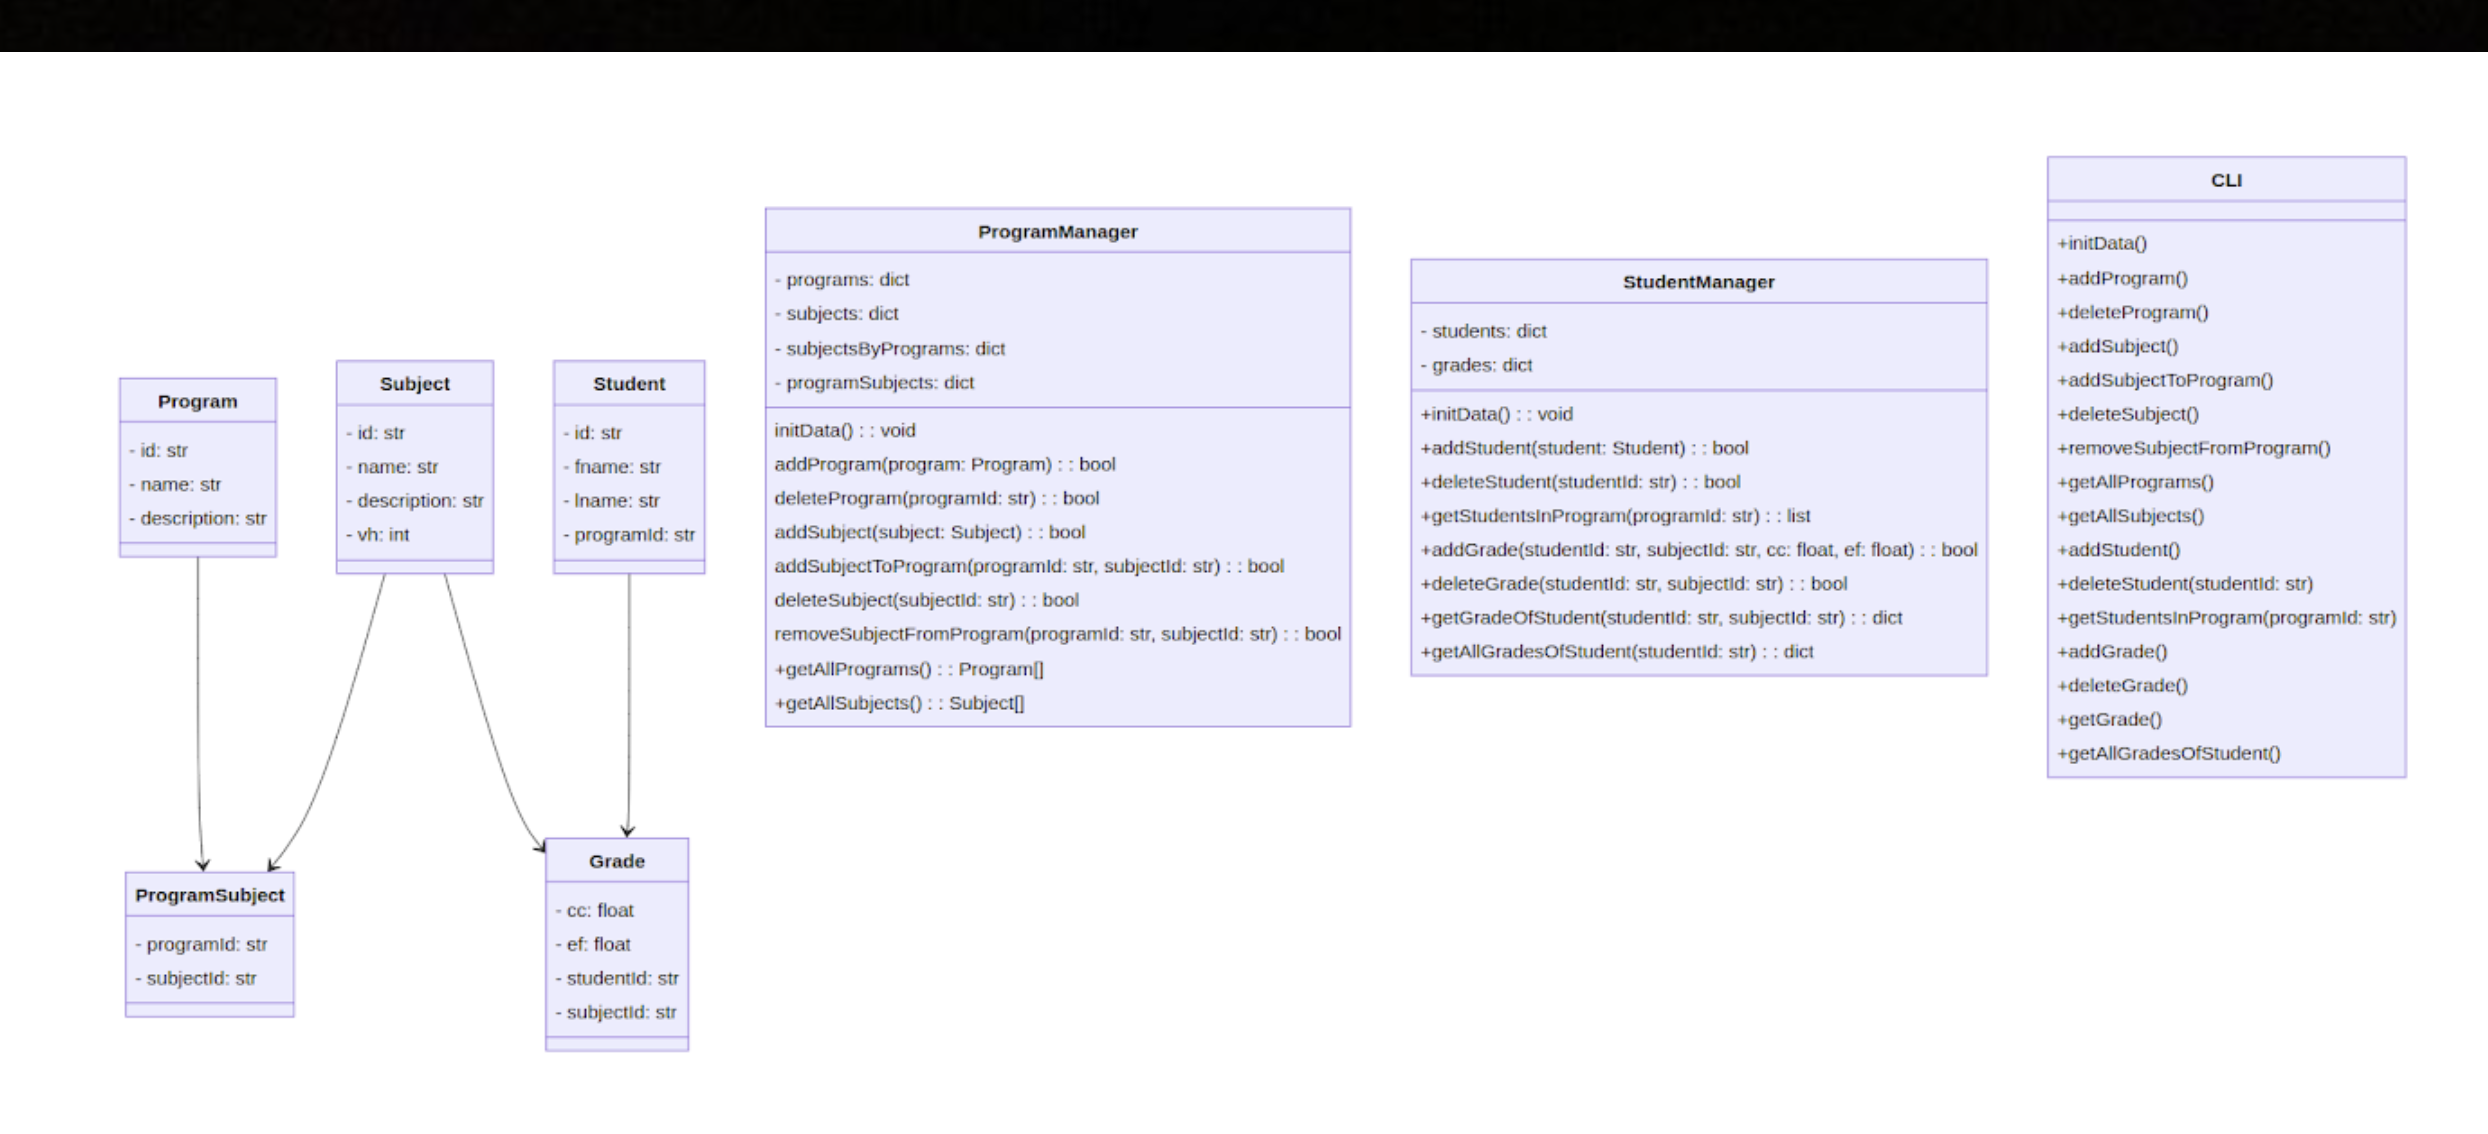 Program
- id: str
- name: str
- description: str
Subject
- id: str
- name: str
- description: str
- vh: int
Student
- id: str
- fname: str
- lname: str
- programId: str
ProgramManager
- programs: dict
- subjects: dict
- subjectsByPrograms: dict
- programSubjects: dict
initData() : : void
addProgram(program: Program) : : bool
deleteProgram(programId: str) : : bool
addSubject(subject: Subject) : : bool
addSubjectToProgram(programId: str, subjectId: str) : : bool
deleteSubject(subjectId: str) : : bool
removeSubjectFromProgram(programId: str, subjectId: str) : : bool
+getAllPrograms() : : Program[]
+getAllSubjects() : : Subject[]
StudentManager
- students: dict
- grades: dict
+initData() : : void
+addStudent(student: Student) : : bool
+deleteStudent(studentId: str) : : bool
+getStudentsInProgram(programId: str) : : list
+addGrade(studentId: str, subjectId: str, cc: float, ef: float) : : bool
+deleteGrade(studentId: str, subjectId: str) : : bool
+getGradeOfStudent(studentId: str, subjectId: str) : : dict
+getAllGradesOfStudent(studentId: str) : : dict
CLI
+initData()
+addProgram()
+deleteProgram()
+addSubject()
+addSubjectToProgram()
+deleteSubject()
+removeSubjectFromProgram()
+getAllPrograms()
+getAllSubjects()
+addStudent()
+deleteStudent(studentId: str)
+getStudentsInProgram(programId: str)
+addGrade()
+deleteGrade()
+getGrade()
+getAllGradesOfStudent()
ProgramSubject
- programId: str
- subjectId: str
Grade
- cc: float
- ef: float
- studentId: str
- subjectId: str